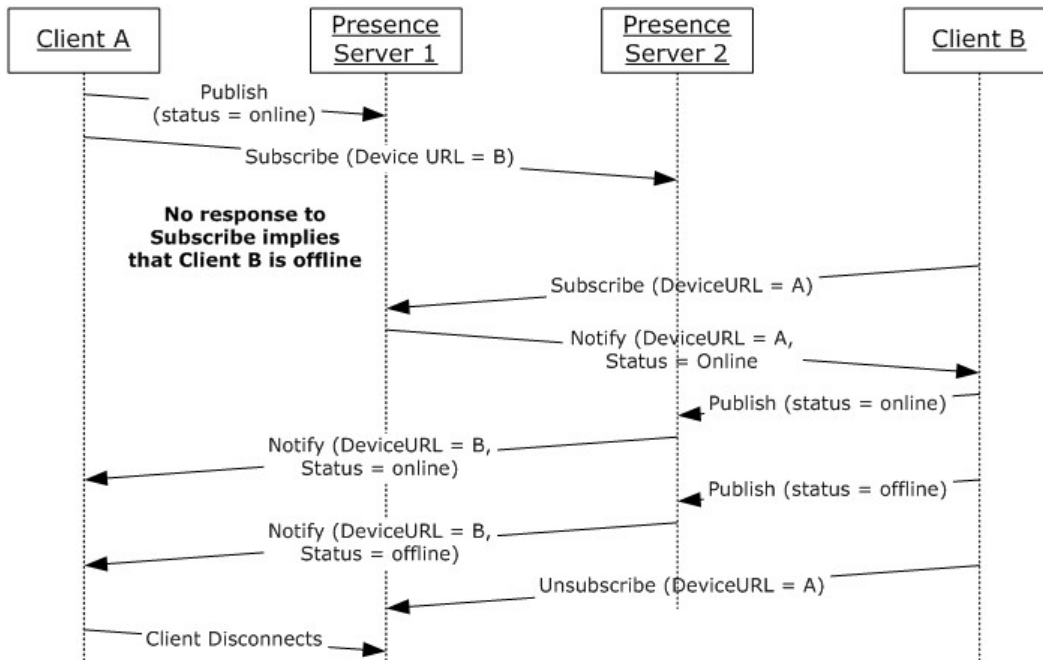 Client A
Presence
Server 1
Presence
Server 2
Client B
Publish
(status = online)
Subscribe (Device URL = B)
No response to
Subscribe implies
that Client B is offline
Subscribe (DeviceURL = A)
Notify (DeviceURL = A,
Status = Online
Publish (status = online)
Notify (DeviceURL = B,
Status = online)
Publish (status = offline)
Notify (DeviceURL = B,
Status = offline)
Unsubscribe (DeviceURL = A)
Client Disconnects